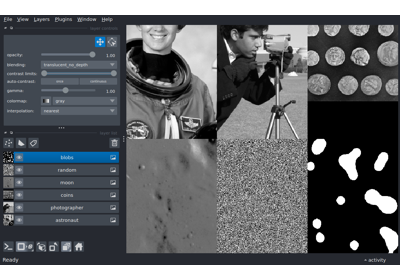 File View Layers Plugins Window Help
opacity: 1.00
blending: translucent_no_depth
contrast limits:
auto-contrast: once continuous
gamma: 1.00
colormap: gray
interpolation: nearest
blobs
random
moon
coins
photographer
astronaut
Ready activity